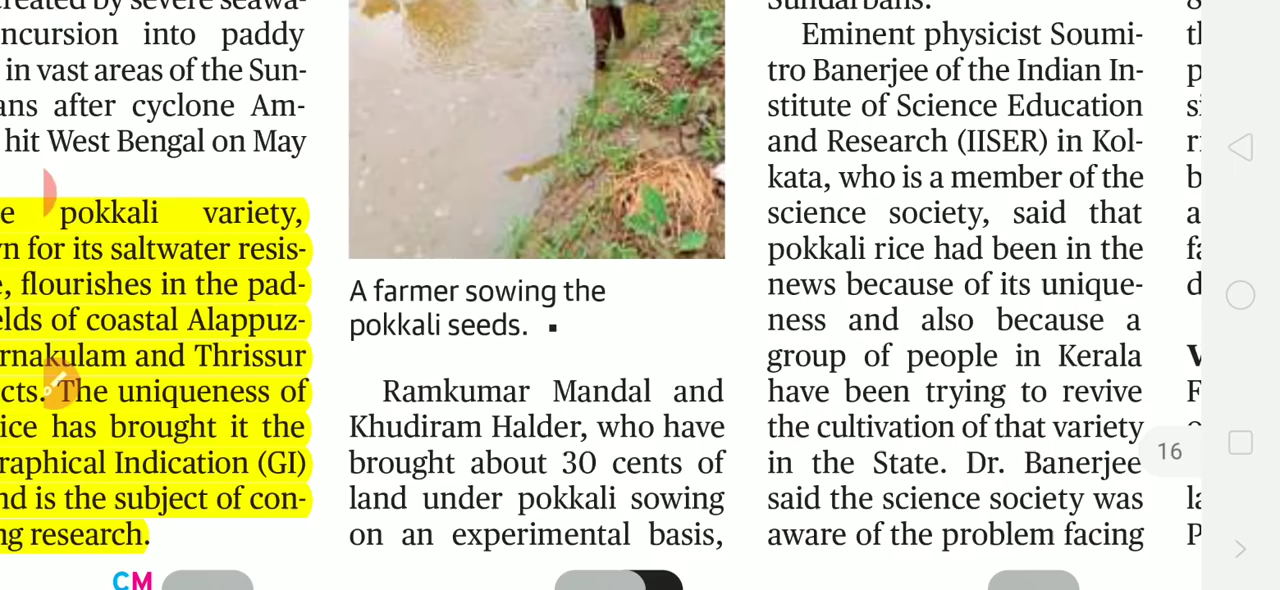 created by severe seawa-
ncursion into paddy
in vast areas of the Sun-
ans after cyclone Am-
hit West Bengal on May
e pokkali variety,
n for its saltwater resis-
e, flourishes in the pad-
elds of coastal Alappuz-
rnakulam and Thrissur
cts. The uniqueness of
ice has brought it the
raphical Indication (GI)
nd is the subject of con-
ng research.
CM
A farmer sowing the
pokkali seeds. ▪
Ramkumar Mandal and
Khudiram Halder, who have
brought about 30 cents of
land under pokkali sowing
on an experimental basis,
Sundarbans.
Eminent physicist Soumi-
tro Banerjee of the Indian In-
stitute of Science Education
and Research (IISER) in Kol-
kata, who is a member of the
science society, said that
pokkali rice had been in the
news because of its unique-
ness and also because a
group of people in Kerala
have been trying to revive
the cultivation of that variety
in the State. Dr. Banerjee
said the science society was
aware of the problem facing
16